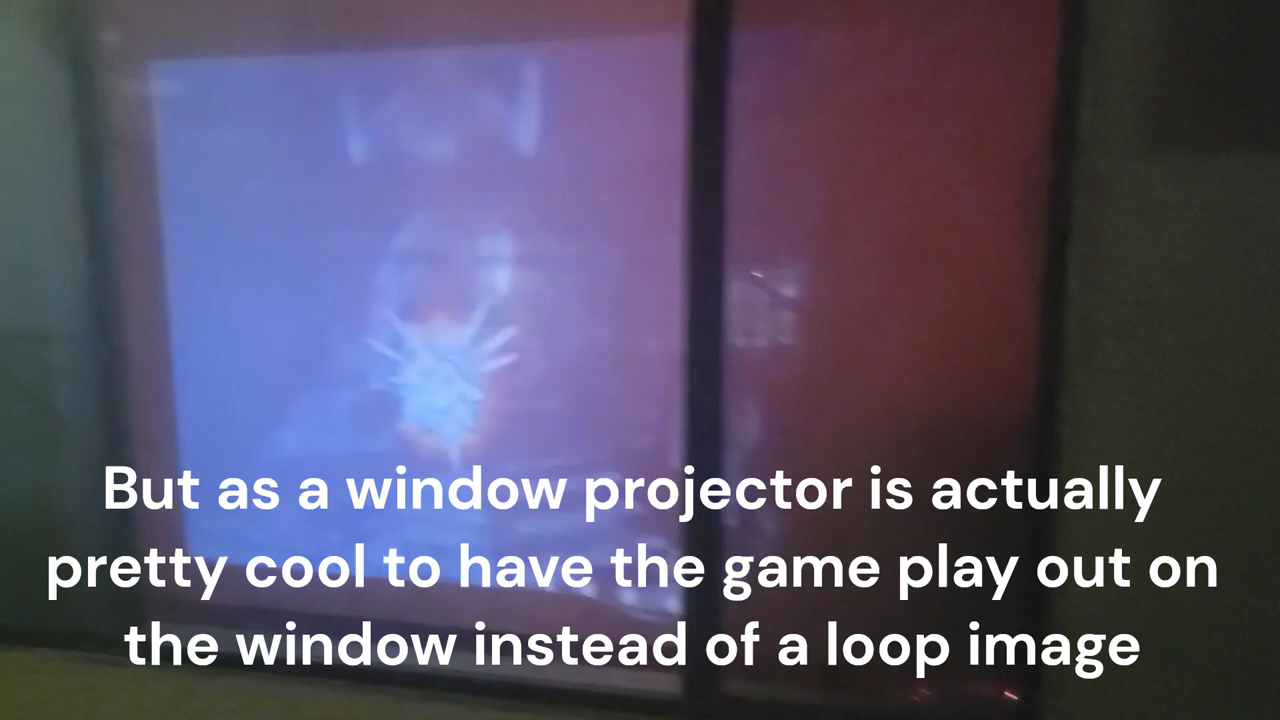 But as a window projector is actually
pretty cool to have the game play out on
the window instead of a loop image